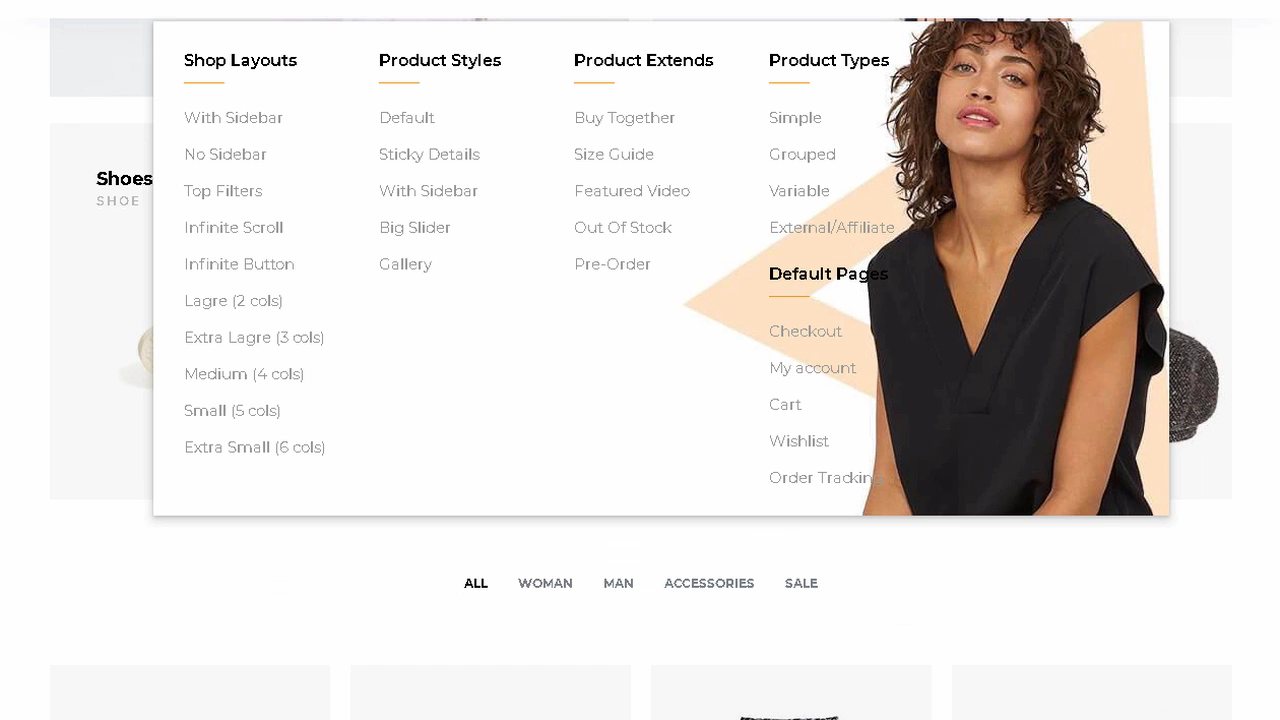 Shop Layouts
With Sidebar
No Sidebar
Top Filters
Infinite Scroll
Infinite Button
Lagre (2 cols)
Extra Lagre (3 cols)
Medium (4 cols)
Small (5 cols)
Extra Small (6 cols)
Product Styles
Default
Sticky Details
With Sidebar
Big Slider
Gallery
Product Extends
Buy Together
Size Guide
Featured Video
Out Of Stock
Pre-Order
Product Types
Simple
Grouped
Variable
External/Affiliate
Default Pages
Checkout
My account
Cart
Wishlist
Order Tracking
Shoes
SHOE
ALL WOMAN MAN ACCESSORIES SALE